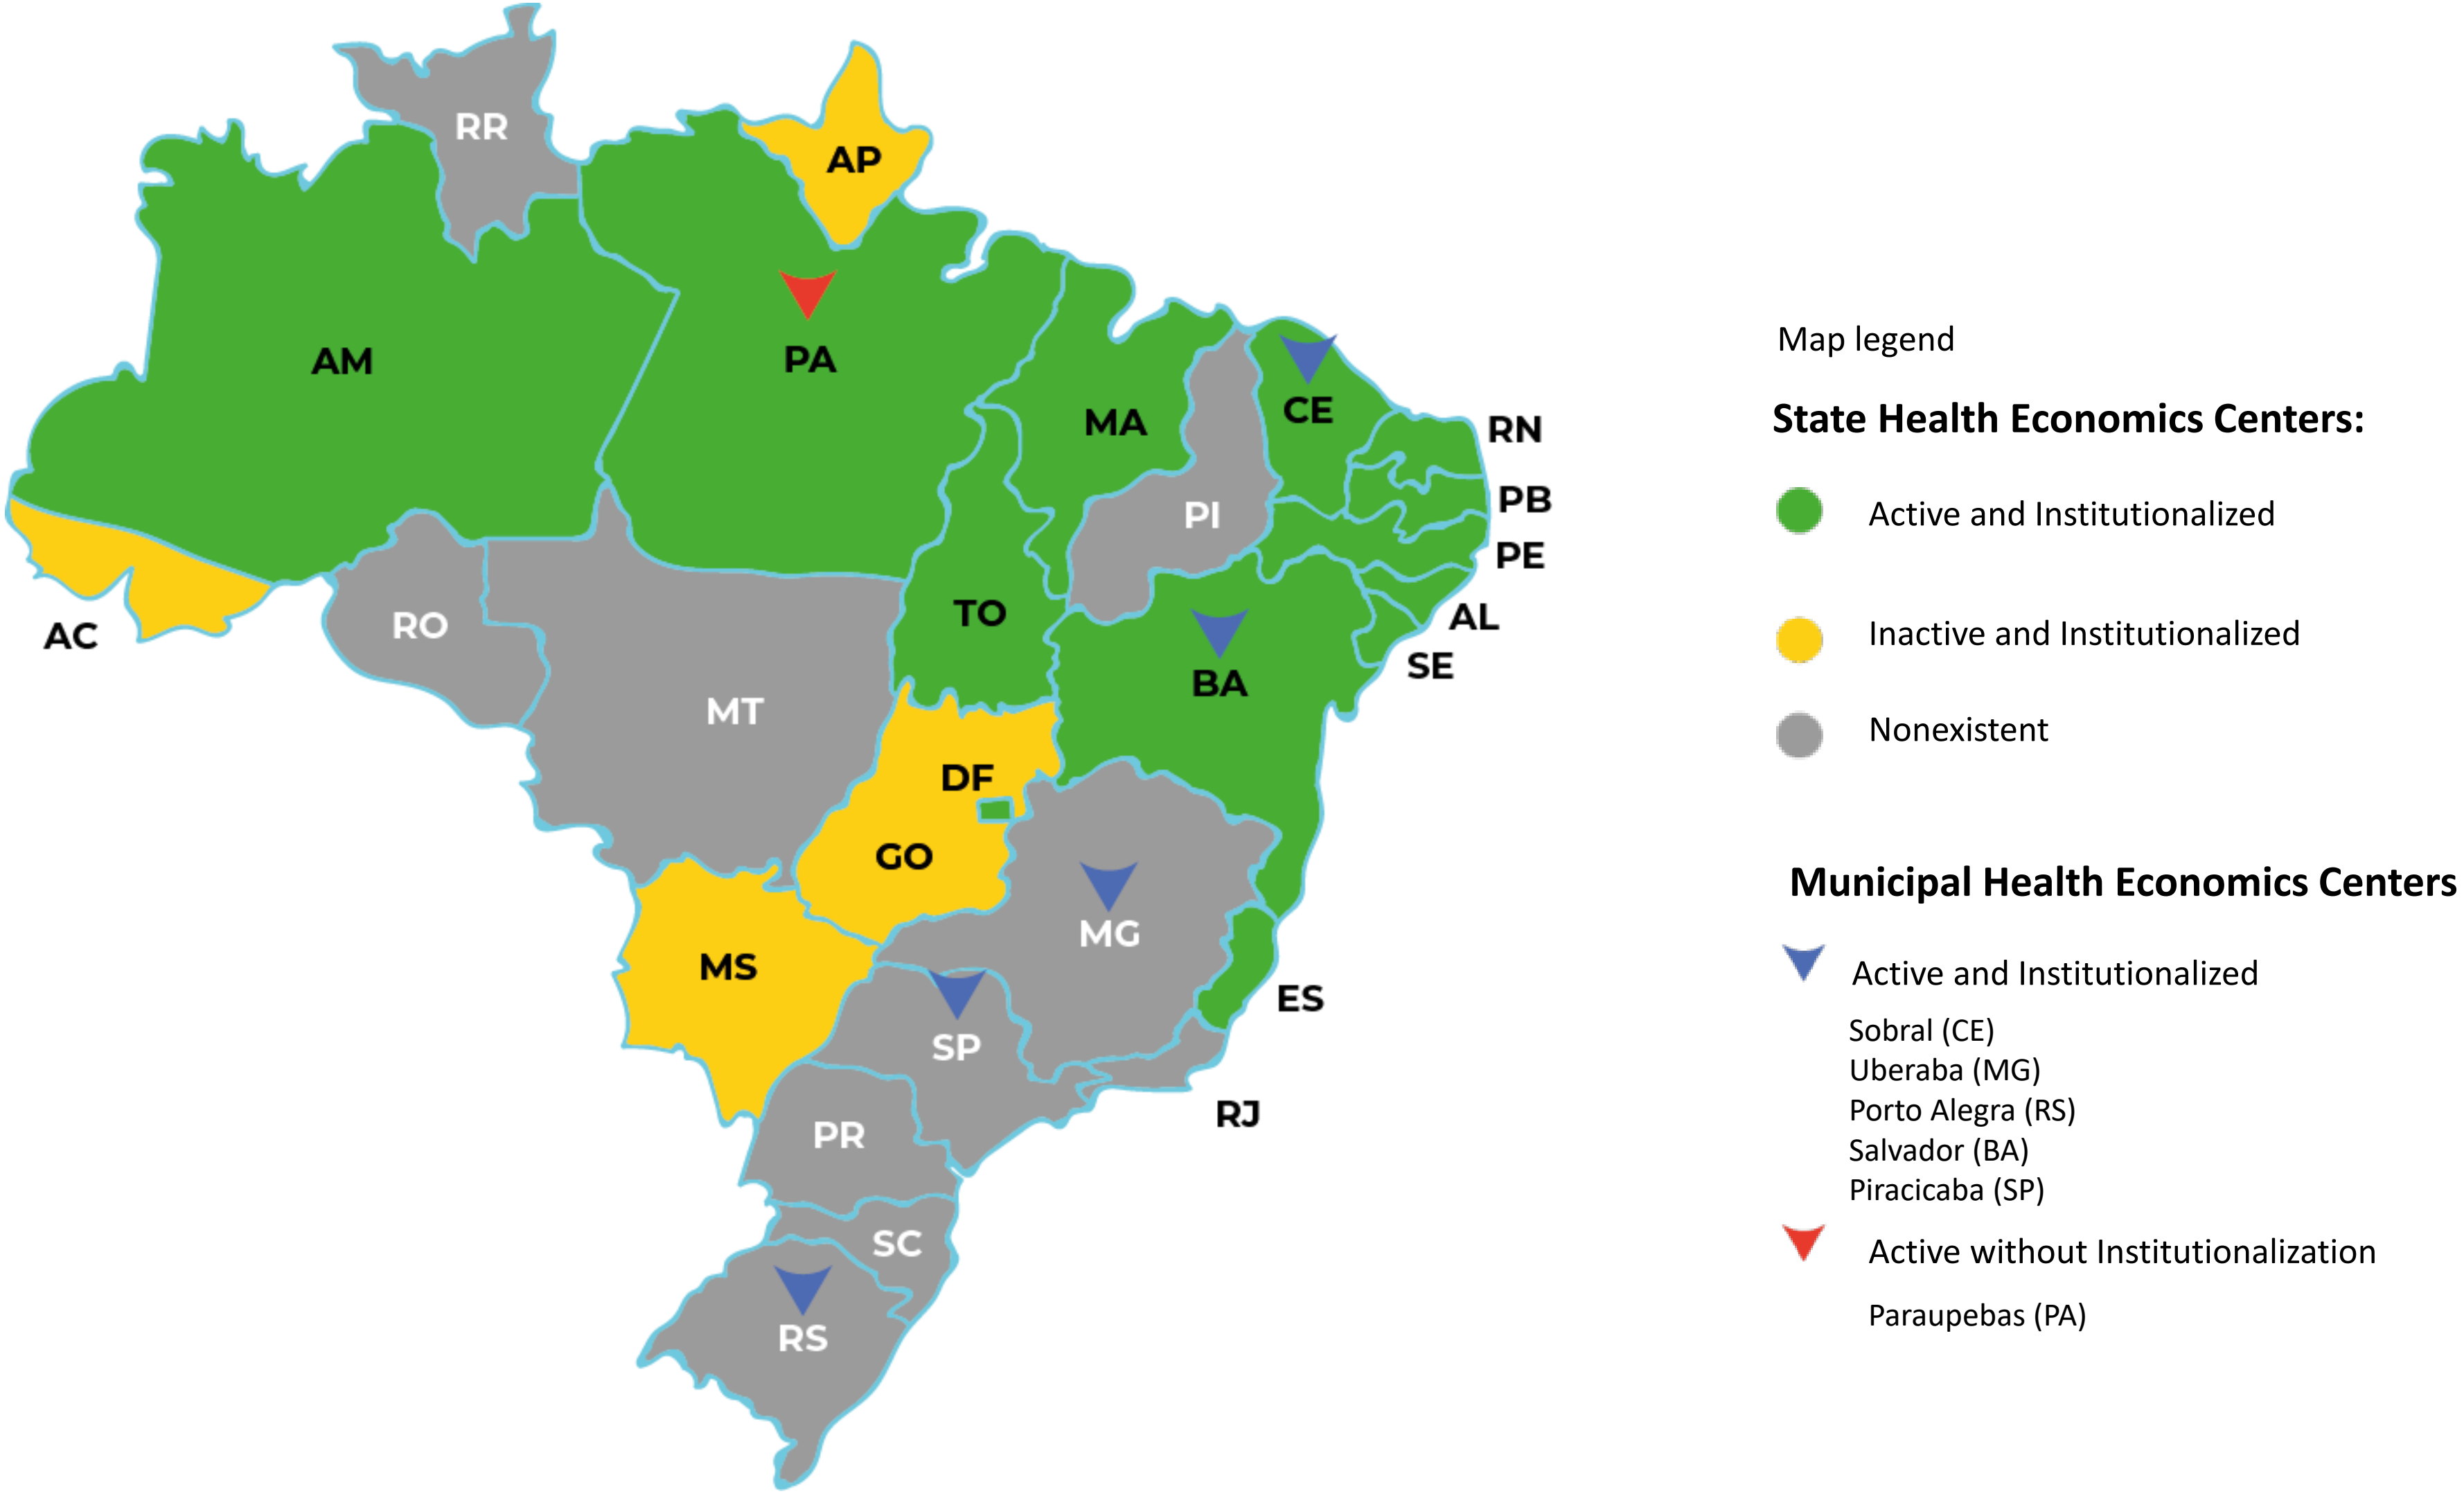 RR
AP
AM
PA
MA
CE
RN
PB
PI
PE
AC
RO
TO
AL
SE
BA
MT
DF
GO
MG
MS
ES
SP
RJ
PR
SC
RS
Map legend
State Health Economics Centers:
Active and Institutionalized
Inactive and Institutionalized
Nonexistent
Municipal Health Economics Centers
Active and Institutionalized
Sobral (CE)
Uberaba (MG)
Porto Alegra (RS)
Salvador (BA)
Piracicaba (SP)
Active without Institutionalization
Paraupebas (PA)